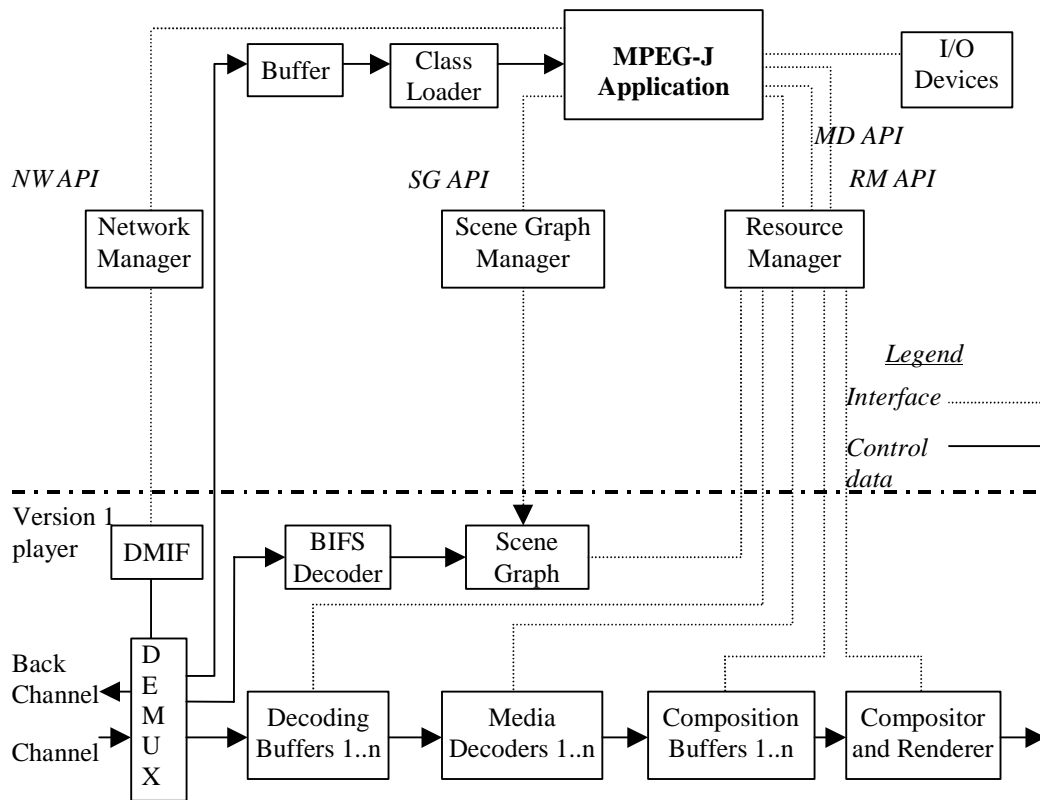 Buffer
Class
Loader
MPEG-J
Application
I/O
Devices
MD API
NW API
SG API
RM API
Network
Manager
Scene Graph
Manager
Resource
Manager
Legend
Interface
Control
data
Version 1
player
DMIF
BIFS
Decoder
Scene
Graph
Back
Channel
Channel
D
E
M
U
X
Decoding
Buffers 1..n
Media
Decoders 1..n
Composition
Buffers 1..n
Compositor
and Renderer